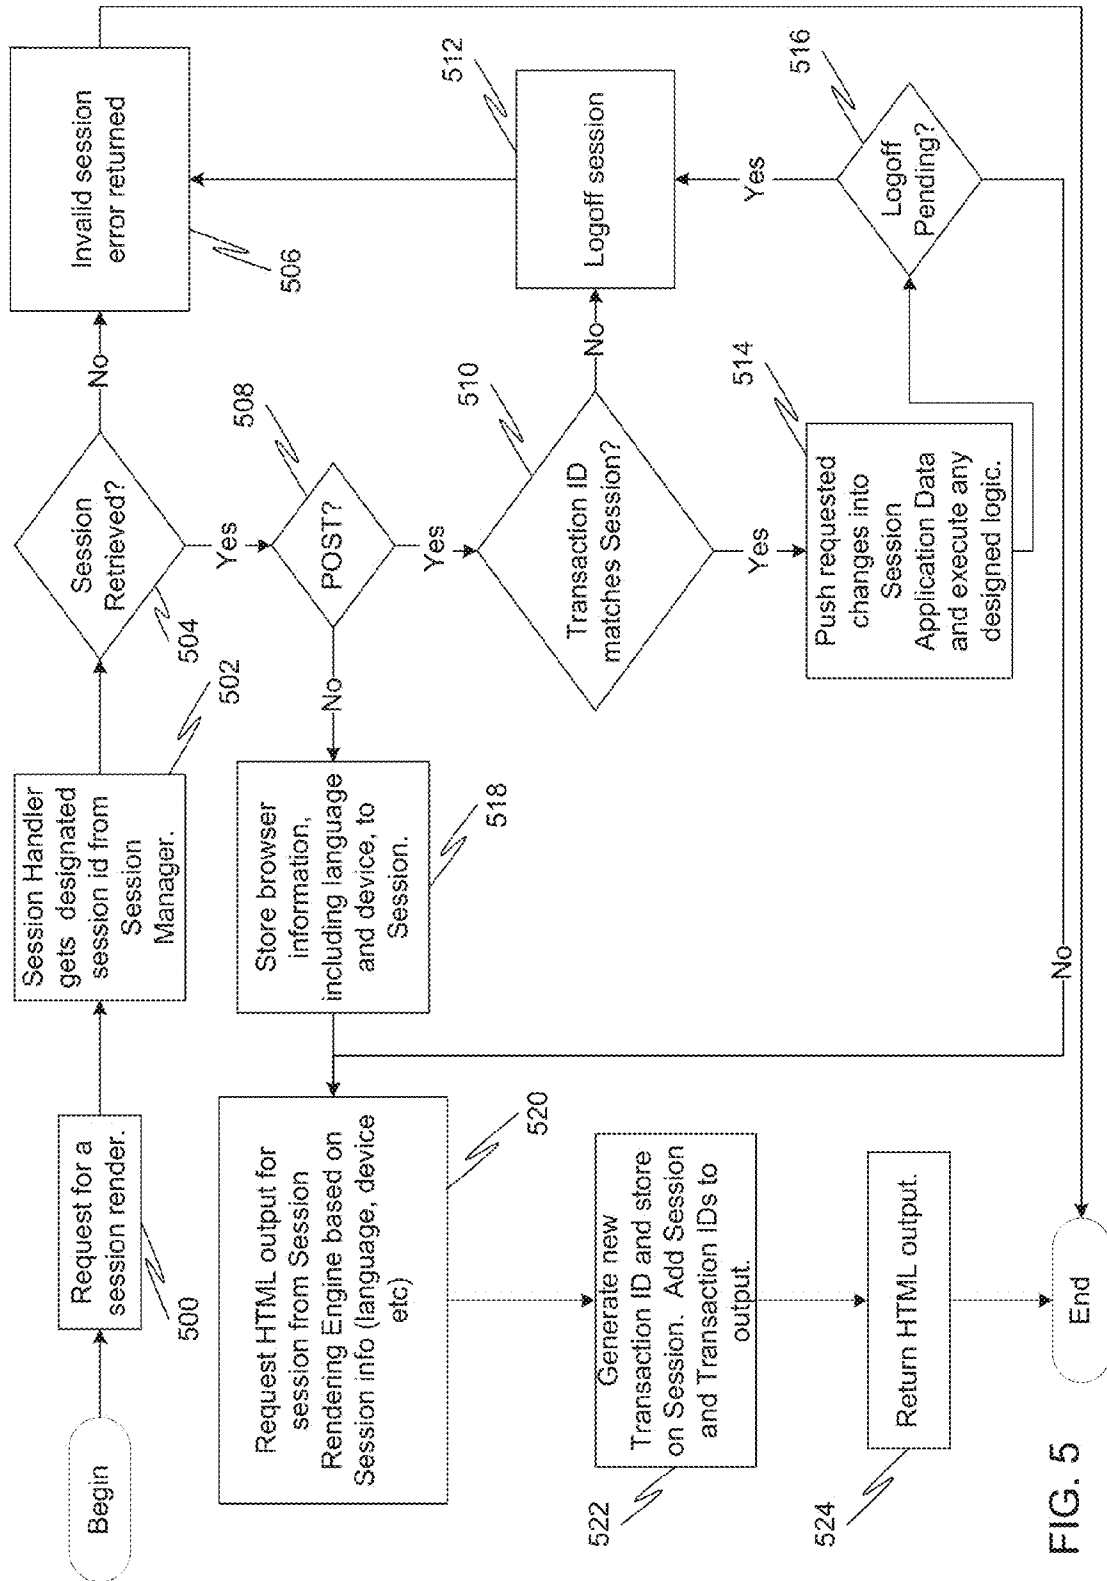 Begin
Request for a
session render.
500
Session Handler
gets designated
session id from
Session
Manager.
502
Session
Retrieved?
504
No
Invalid session
error returned
506
Yes
POST?
508
No
Store browser
information,
including language
and device, to
Session.
518
Yes
Transaction ID
matches Session?
510
No
Logoff session
512
Yes
Push requested
changes into
Session
Application Data
and execute any
designed logic.
514
Logoff
Pending?
516
Yes
No
Request HTML output for
session from Session
Rendering Engine based on
Session info (language, device
etc)
520
Generate new
Transaction ID and store
on Session. Add Session
and Transaction IDs to
output.
522
Return HTML output.
524
End
FIG. 5